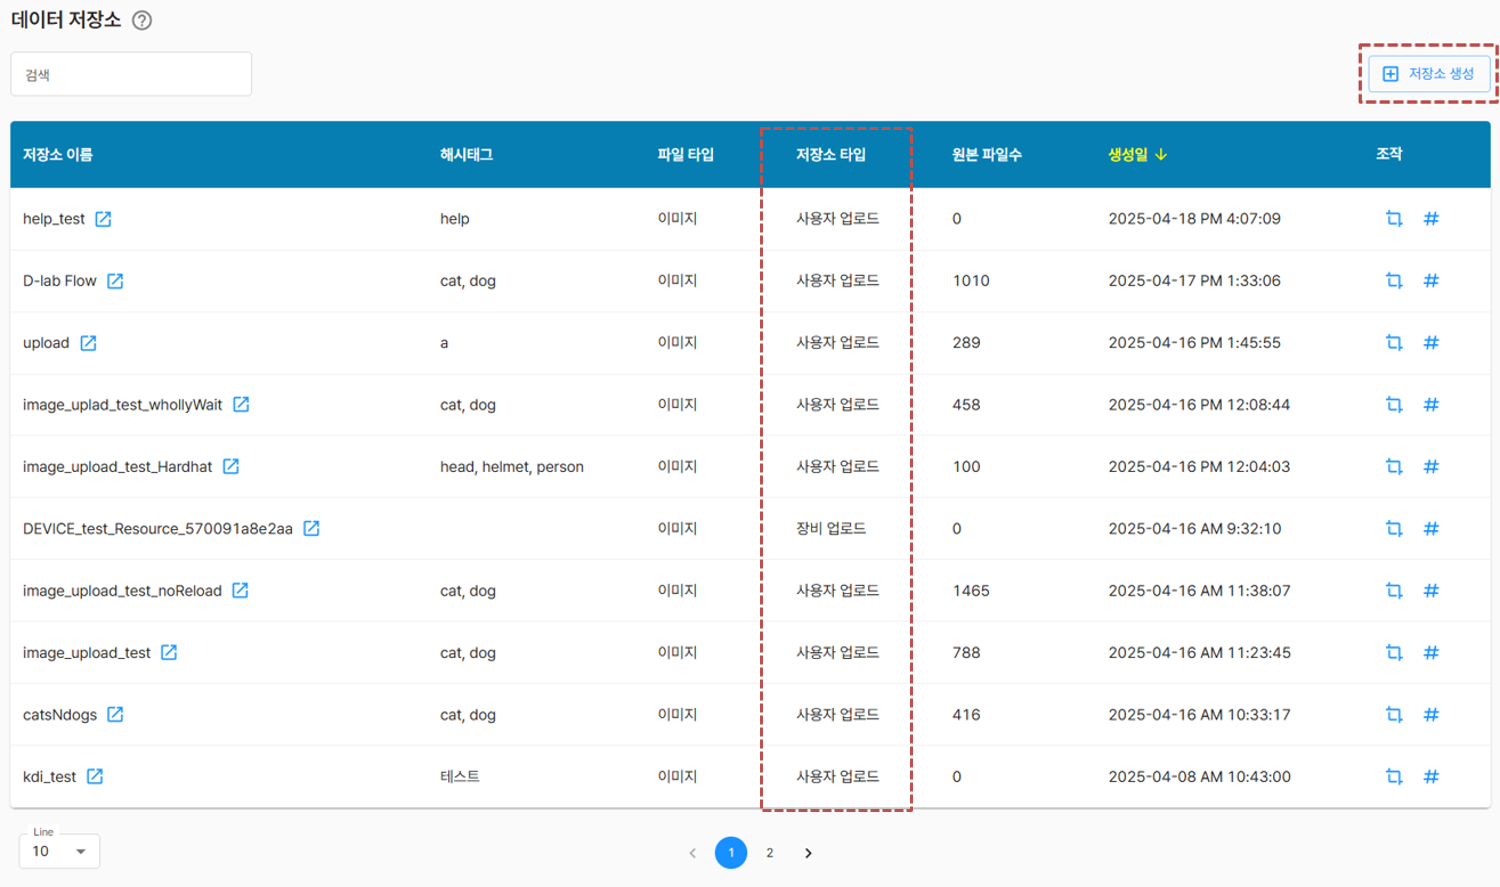 데이터 저장소 ?
검색
저장소 생성
저장소 이름 해시태그 파일 타입 저장소 타입 원본 파일수 생성일 ↓ 조작
help_test help 이미지 사용자 업로드 0 2025-04-18 PM 4:07:09 #
D-lab Flow cat, dog 이미지 사용자 업로드 1010 2025-04-17 PM 1:33:06 #
upload a 이미지 사용자 업로드 289 2025-04-16 PM 1:45:55 #
image_uplad_test_whollyWait cat, dog 이미지 사용자 업로드 458 2025-04-16 PM 12:08:44 #
image_upload_test_Hardhat head, helmet, person 이미지 사용자 업로드 100 2025-04-16 PM 12:04:03 #
DEVICE_test_Resource_570091a8e2aa 이미지 장비 업로드 0 2025-04-16 AM 9:32:10 #
image_upload_test_noReload cat, dog 이미지 사용자 업로드 1465 2025-04-16 AM 11:38:07 #
image_upload_test cat, dog 이미지 사용자 업로드 788 2025-04-16 AM 11:23:45 #
catsNdogs cat, dog 이미지 사용자 업로드 416 2025-04-16 AM 10:33:17 #
kdi_test 테스트 이미지 사용자 업로드 0 2025-04-08 AM 10:43:00 #
Line
10
1 2